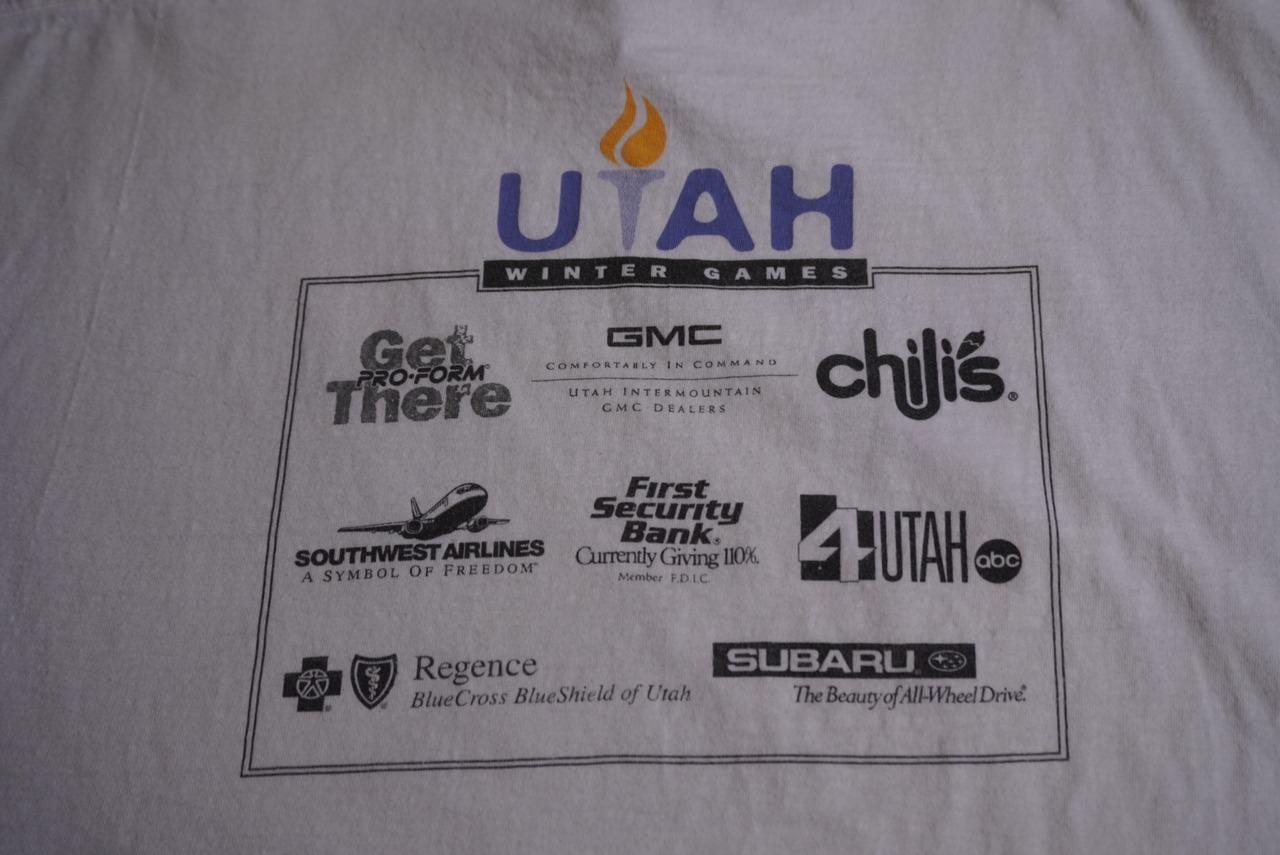 UTAH
WINTER GAMES
Get
PRO-FORM®
There
GMC
COMFORTABLY IN COMMAND
UTAH INTERMOUNTAIN
GMC DEALERS
chili's®
SOUTHWEST AIRLINES
A SYMBOL OF FREEDOM™
First
Security
Bank®
Currently Giving 110%.
Member F.D.I.C.
4 UTAH abc
Regence
BlueCross BlueShield of Utah
SUBARU®
The Beauty of All-Wheel Drive®